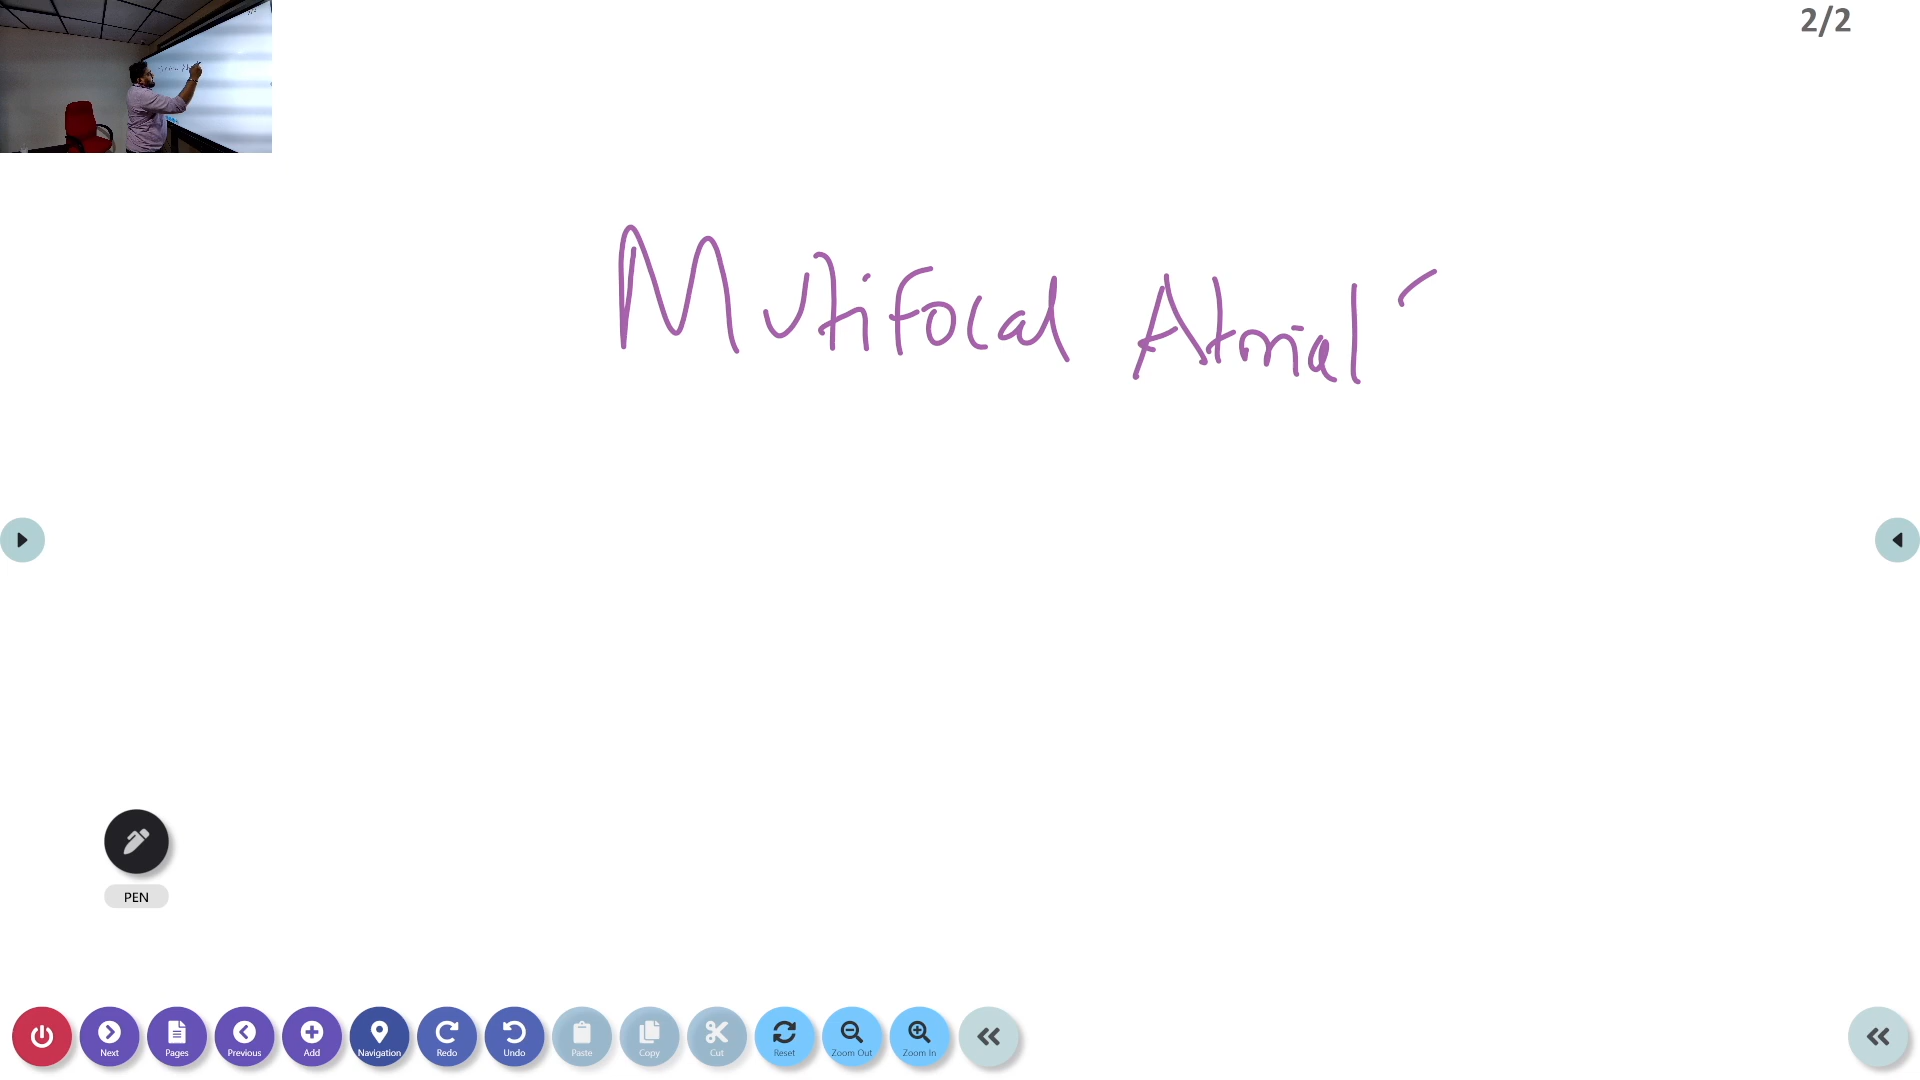 2/2
Multifocal Atrial
PEN
Next Pages Previous Add Navigation Redo Undo Paste Copy Cut Reset Zoom Out Zoom In